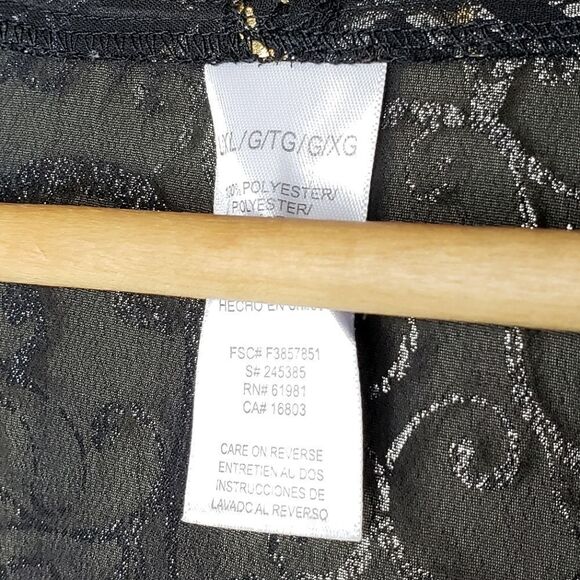 L/XL/G/TG/G/XG
100% POLYESTER/
POLYESTER/
HECHO EN
FSC# F3857851
S# 245385
RN# 61981
CA# 16803
CARE ON REVERSE
ENTRETIEN AU DOS
INSTRUCCIONES DE
LAVADO AL REVERSO